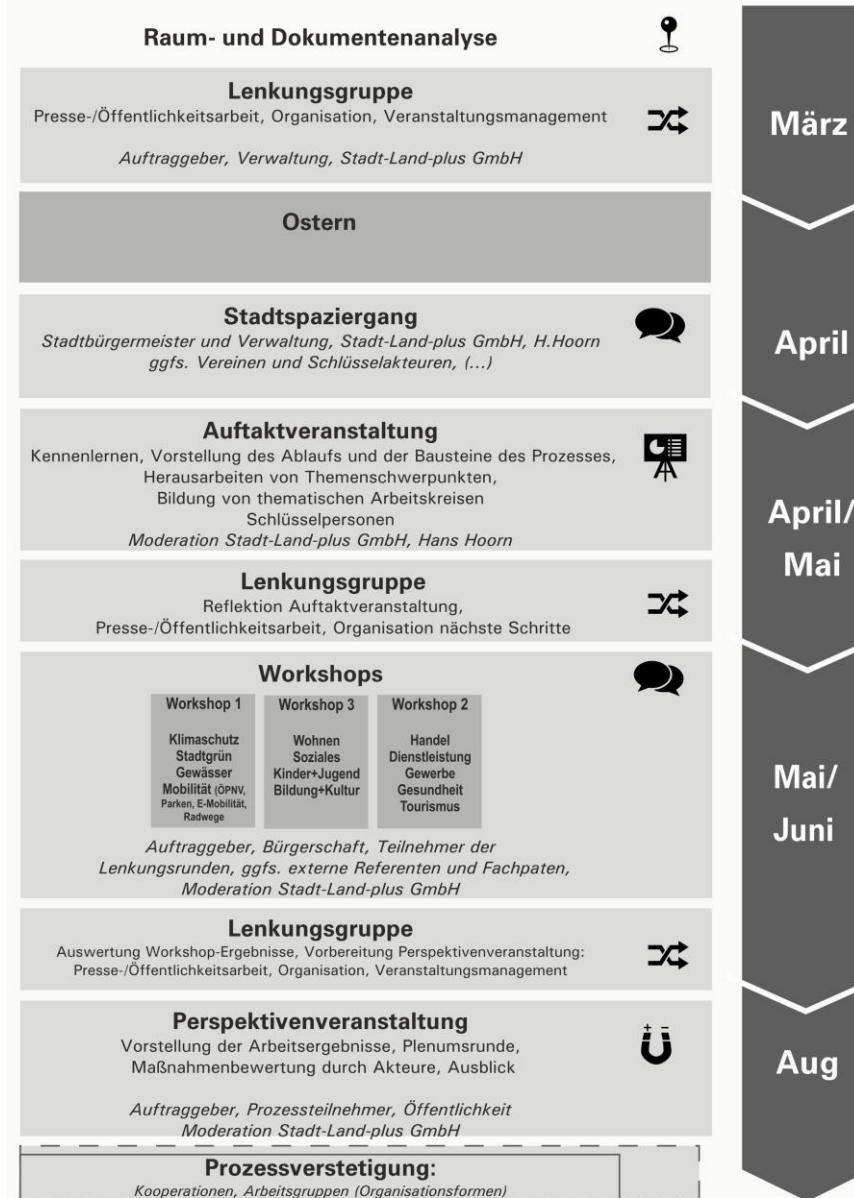 Raum- und Dokumentenanalyse
Lenkungsgruppe
Presse-/Öffentlichkeitsarbeit, Organisation, Veranstaltungsmanagement
Auftraggeber, Verwaltung, Stadt-Land-plus GmbH
März
Ostern
Stadtspaziergang
Stadtbürgermeister und Verwaltung, Stadt-Land-plus GmbH, H.Hoorn
ggfs. Vereinen und Schlüsselakteuren, (...)
April
Auftaktveranstaltung
Kennenlernen, Vorstellung des Ablaufs und der Bausteine des Prozesses,
Herausarbeiten von Themenschwerpunkten,
Bildung von thematischen Arbeitskreisen
Schlüsselpersonen
Moderation Stadt-Land-plus GmbH, Hans Hoorn
April/
Mai
Lenkungsgruppe
Reflektion Auftaktveranstaltung,
Presse-/Öffentlichkeitsarbeit, Organisation nächste Schritte
Workshops
Workshop 1
Klimaschutz
Stadtgrün
Gewässer
Mobilität (ÖPNV,
Parken, E-Mobilität,
Radwege
Workshop 3
Wohnen
Soziales
Kinder+Jugend
Bildung+Kultur
Workshop 2
Handel
Dienstleistung
Gewerbe
Gesundheit
Tourismus
Auftraggeber, Bürgerschaft, Teilnehmer der
Lenkungsrunden, ggfs. externe Referenten und Fachpaten,
Moderation Stadt-Land-plus GmbH
Mai/
Juni
Lenkungsgruppe
Auswertung Workshop-Ergebnisse, Vorbereitung Perspektivenveranstaltung:
Presse-/Öffentlichkeitsarbeit, Organisation, Veranstaltungsmanagement
Perspektivenveranstaltung
Vorstellung der Arbeitsergebnisse, Plenumsrunde,
Maßnahmenbewertung durch Akteure, Ausblick
Auftraggeber, Prozessteilnehmer, Öffentlichkeit
Moderation Stadt-Land-plus GmbH
Aug
Prozessverstetigung:
Kooperationen, Arbeitsgruppen (Organisationsformen)